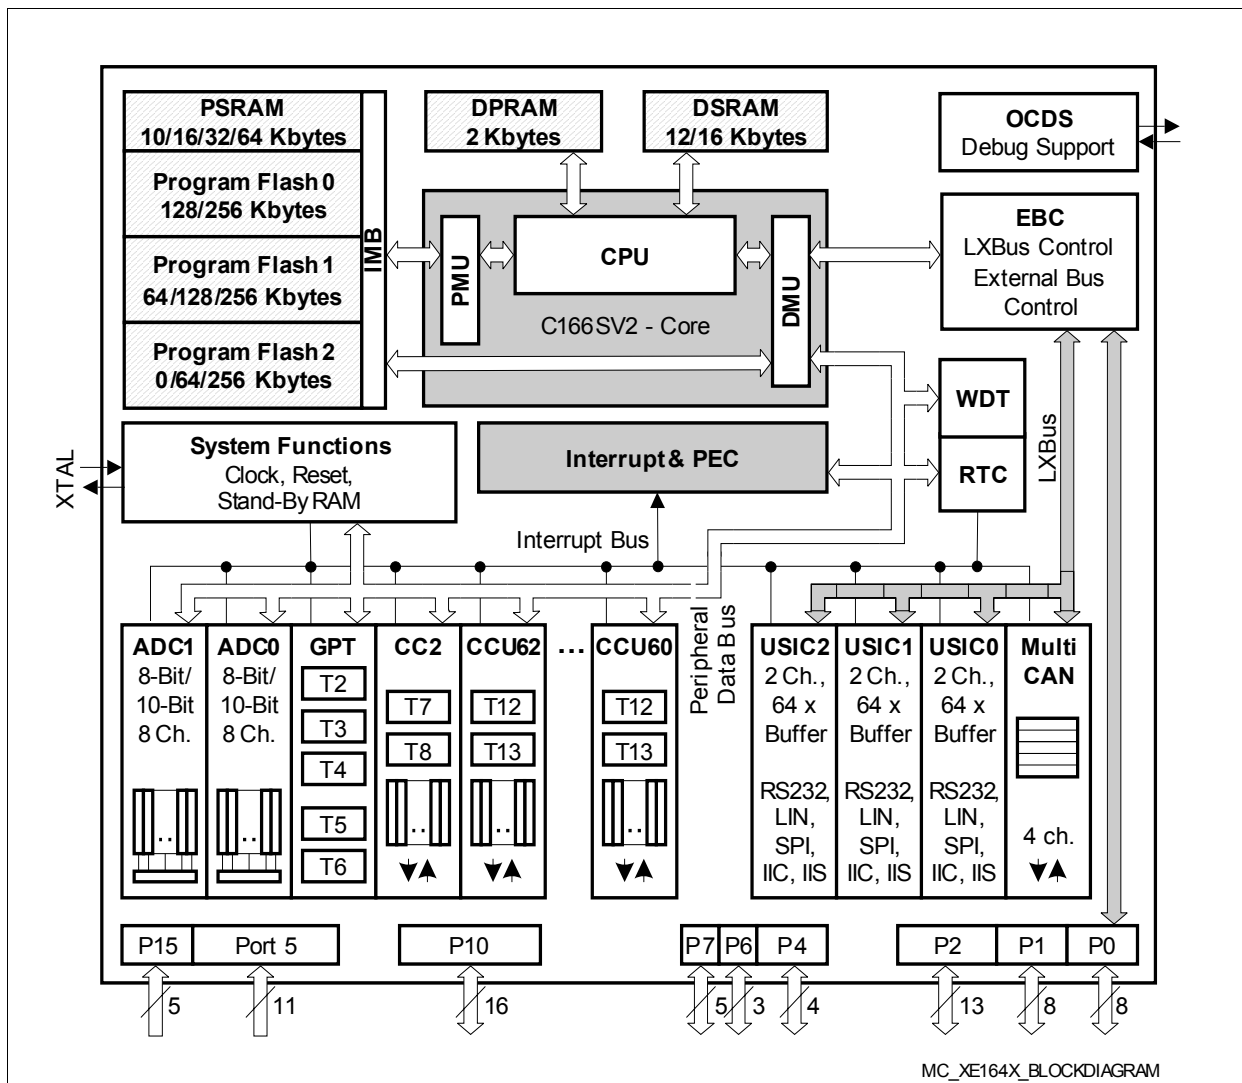 PSRAM
10/16/32/64 Kbytes
Program Flash 0
128/256 Kbytes
Program Flash 1
64/128/256 Kbytes
Program Flash 2
0/64/256 Kbytes
IMB
DPRAM
2 Kbytes
DSRAM
12/16 Kbytes
OCDS
Debug Support
PMU
CPU
DMU
C166SV2 - Core
EBC
LXBus Control
External Bus
Control
WDT
RTC
LXBus
XTAL
System Functions
Clock, Reset,
Stand-By RAM
Interrupt & PEC
Interrupt Bus
Peripheral
Data Bus
ADC1
8-Bit/
10-Bit
8 Ch.
..
ADC0
8-Bit/
10-Bit
8 Ch.
..
GPT
T2
T3
T4
T5
T6
CC2
T7
T8
..
CCU62
T12
T13
..
...
CCU60
T12
T13
..
USIC2
2 Ch.,
64 x
Buffer
RS232,
LIN,
SPI,
IIC, IIS
USIC1
2 Ch.,
64 x
Buffer
RS232,
LIN,
SPI,
IIC, IIS
USIC0
2 Ch.,
64 x
Buffer
RS232,
LIN,
SPI,
IIC, IIS
Multi
CAN
4 ch.
P15
Port 5
P10
P7
P6
P4
P2
P1
P0
5
11
16
5
3
4
13
8
8
MC_XE164X_BLOCKDIAGRAM